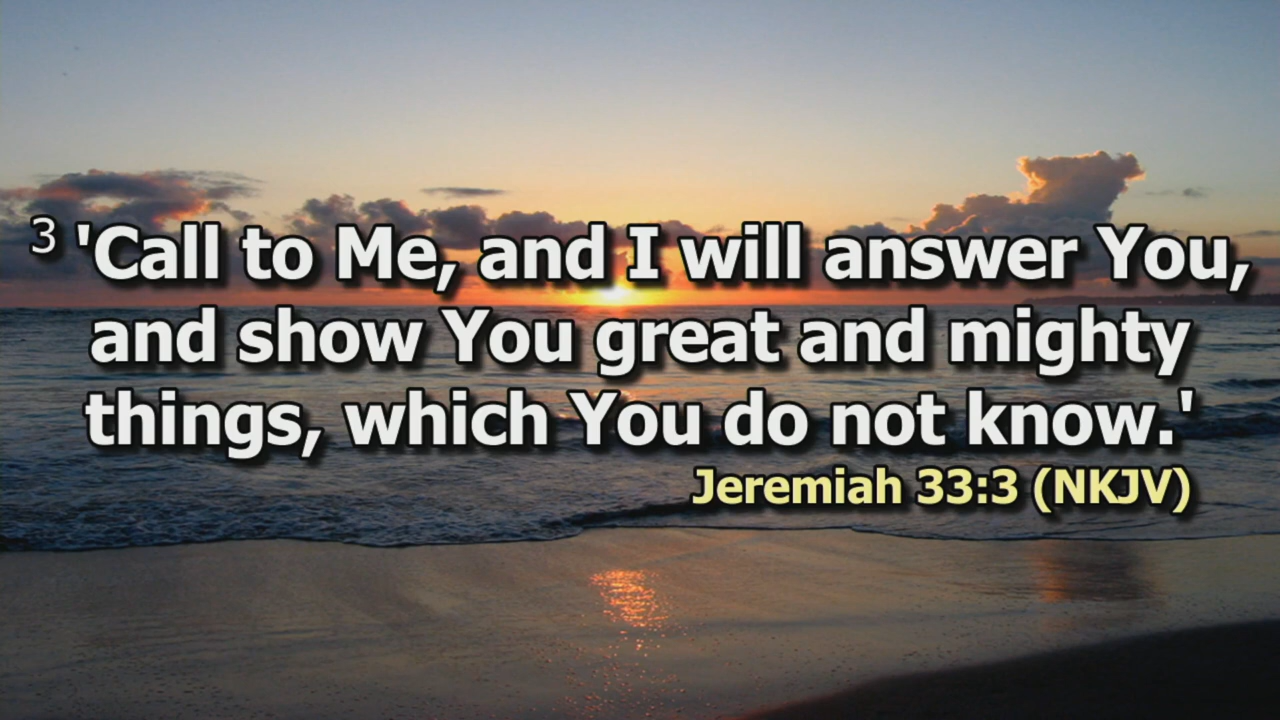 3 'Call to Me, and I will answer You,
and show You great and mighty
things, which You do not know.'
Jeremiah 33:3 (NKJV)